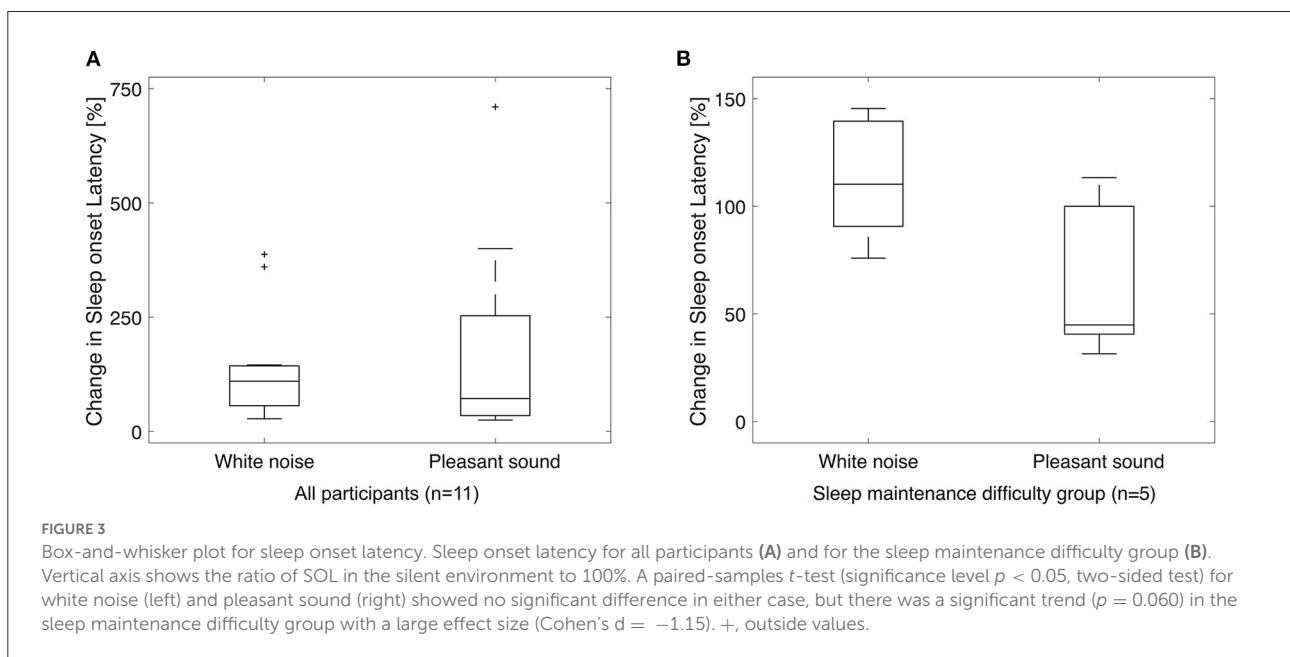 A
B
Change in Sleep onset Latency [%]
750
500
250
0
White noise Pleasant sound
All participants (n=11)
Change in Sleep onset Latency [%]
150
100
50
0
White noise Pleasant sound
Sleep maintenance difficulty group (n=5)
FIGURE 3
Box-and-whisker plot for sleep onset latency. Sleep onset latency for all participants (A) and for the sleep maintenance difficulty group (B).
Vertical axis shows the ratio of SOL in the silent environment to 100%. A paired-samples t-test (significance level p < 0.05, two-sided test) for
white noise (left) and pleasant sound (right) showed no significant difference in either case, but there was a significant trend (p = 0.060) in the
sleep maintenance difficulty group with a large effect size (Cohen's d = −1.15). +, outside values.